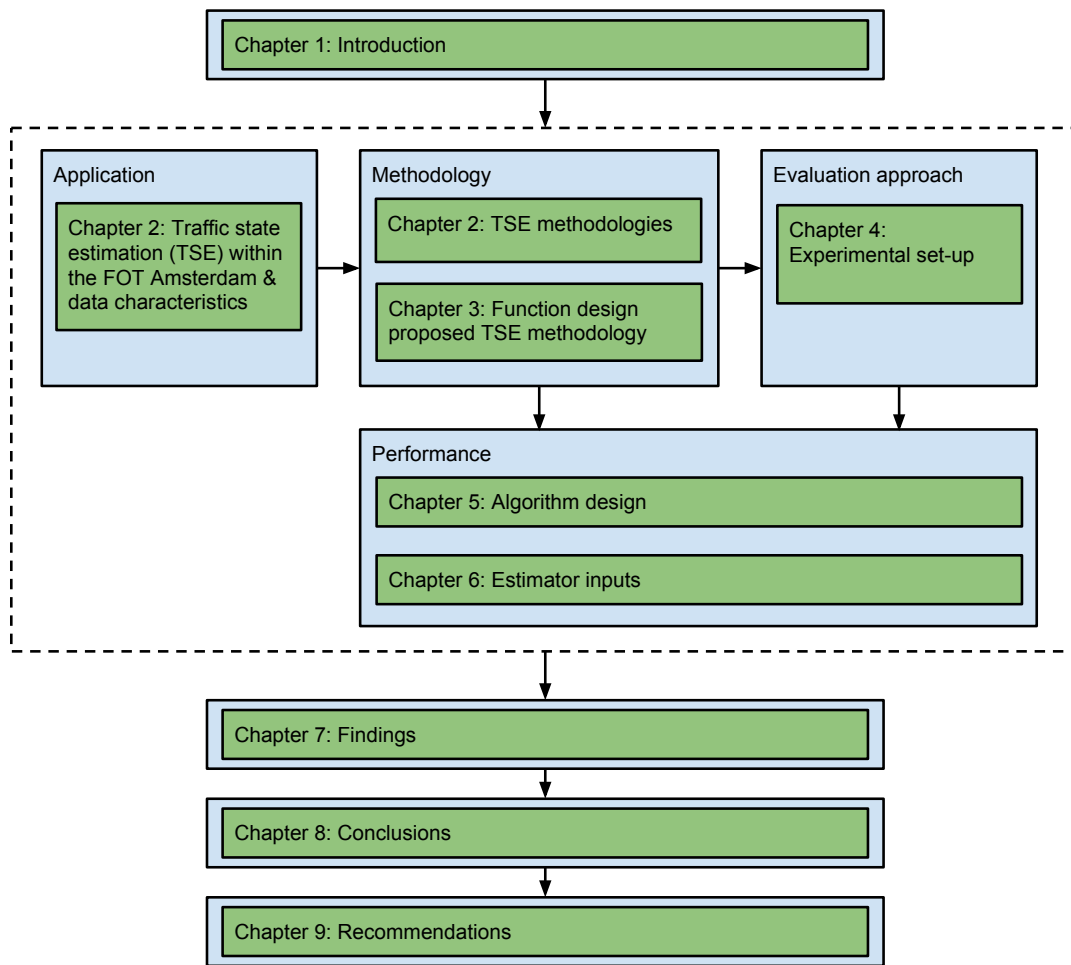 Chapter 1: Introduction
Application
Chapter 2: Traffic state
estimation (TSE) within
the FOT Amsterdam &
data characteristics
Methodology
Chapter 2: TSE methodologies
Chapter 3: Function design
proposed TSE methodology
Evaluation approach
Chapter 4:
Experimental set-up
Performance
Chapter 5: Algorithm design
Chapter 6: Estimator inputs
Chapter 7: Findings
Chapter 8: Conclusions
Chapter 9: Recommendations